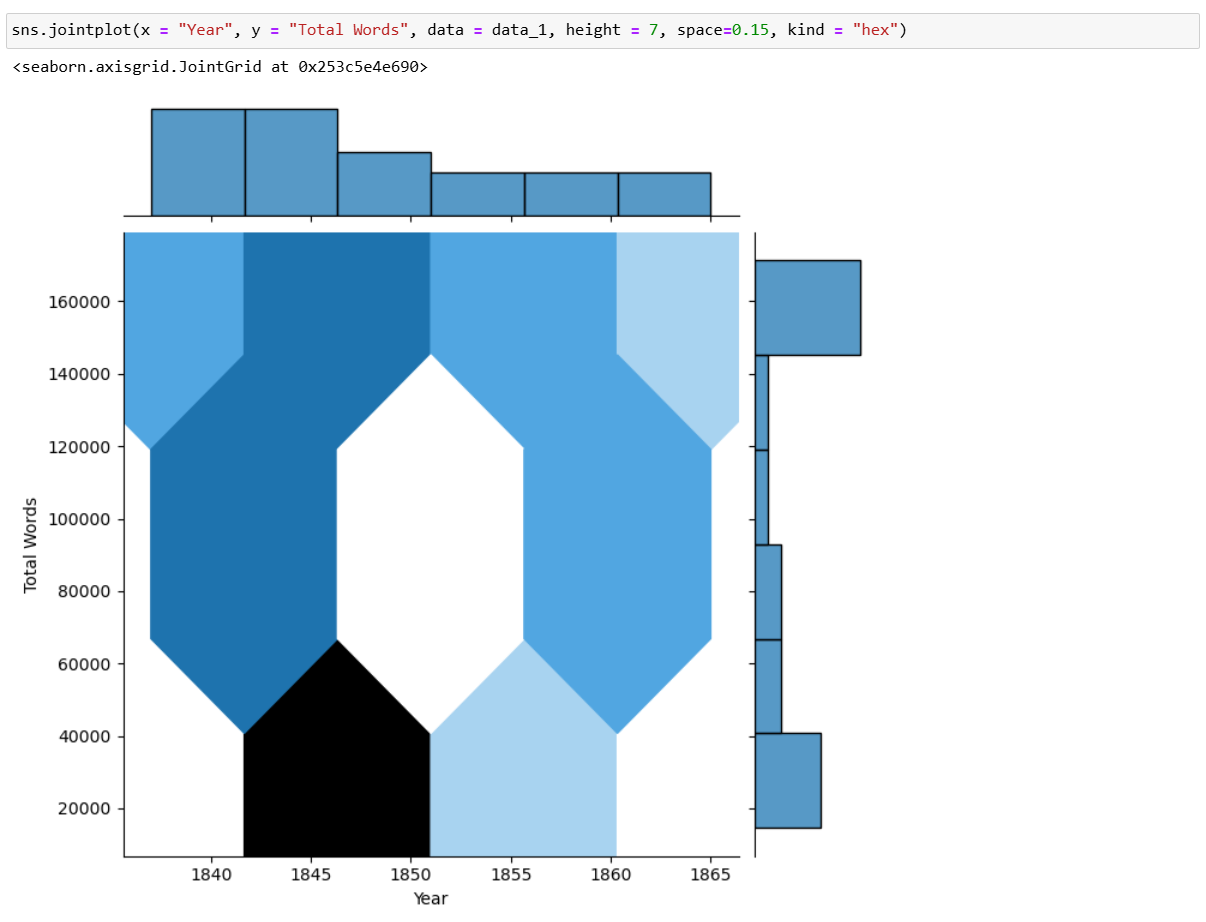 sns.jointplot(x = "Year", y = "Total Words", data = data_1, height = 7, space=0.15, kind = "hex")
<seaborn.axisgrid.JointGrid at 0x253c5e4e690>
160000
140000
120000
100000
80000
60000
40000
20000
Total Words
1840 1845 1850 1855 1860 1865
Year